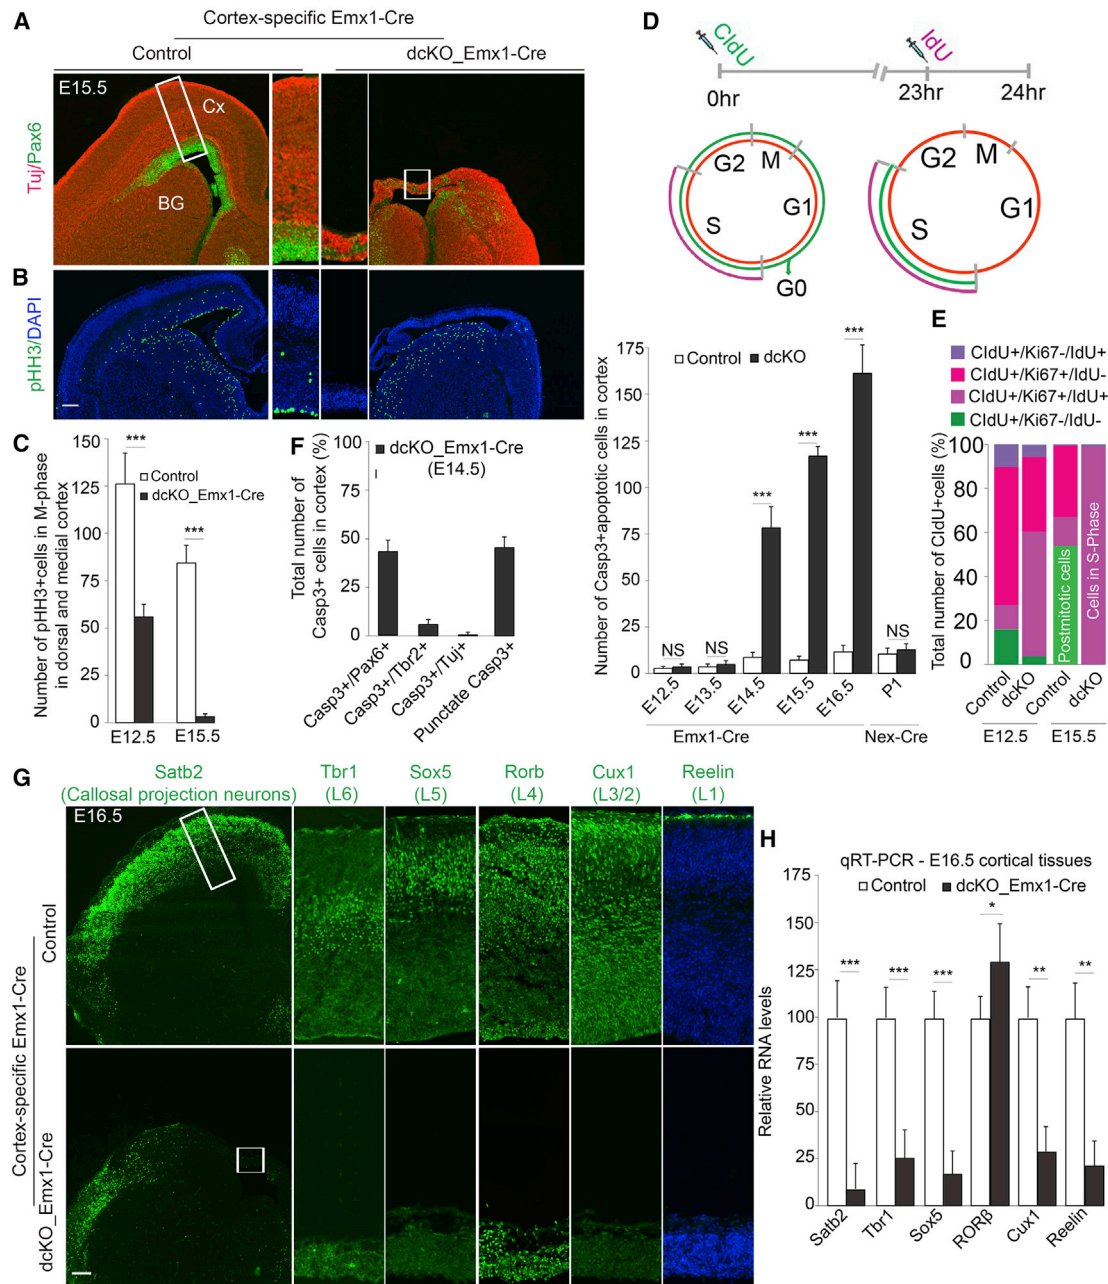 A
Cortex-specific Emx1-Cre
Control
dcKO_Emx1-Cre
E15.5
Cx
BG
Tuj/Pax6
B
pHH3/DAPI
C
Number of pHH3+cells in M-phase
in dorsal and medial cortex
150
125
100
75
50
25
0
***
***
Control
dcKO_Emx1-Cre
E12.5
E15.5
F
Total number of
Casp3+ cells in cortex (%)
100
75
50
25
0
dcKO_Emx1-Cre
(E14.5)
Casp3+/Pax6+
Casp3+/Tbr2+
Casp3+/Tuj+
Punctate Casp3+
Number of Casp3+apoptotic cells in cortex
175
150
125
100
75
50
25
0
Control
dcKO
NS
NS
***
***
***
NS
E12.5
E13.5
E14.5
E15.5
E16.5
P1
Emx1-Cre
Nex-Cre
D
CldU
IdU
0hr
23hr
24hr
G2
M
G1
S
G0
G2
M
G1
S
E
CldU+/Ki67-/IdU+
CldU+/Ki67+/IdU-
CldU+/Ki67+/IdU+
CldU+/Ki67-/IdU-
Total number of CldU+cells (%)
100
80
60
40
20
0
Postmitotic cells
Cells in S-Phase
Control
dcKO
Control
dcKO
E12.5
E15.5
G
Satb2
(Callosal projection neurons)
Tbr1
(L6)
Sox5
(L5)
Rorb
(L4)
Cux1
(L3/2)
Reelin
(L1)
E16.5
Control
Cortex-specific Emx1-Cre
dcKO_Emx1-Cre
H
qRT-PCR - E16.5 cortical tissues
Control
dcKO_Emx1-Cre
Relative RNA levels
175
150
125
100
75
50
25
0
***
***
***
*
**
**
Satb2
Tbr1
Sox5
RORβ
Cux1
Reelin